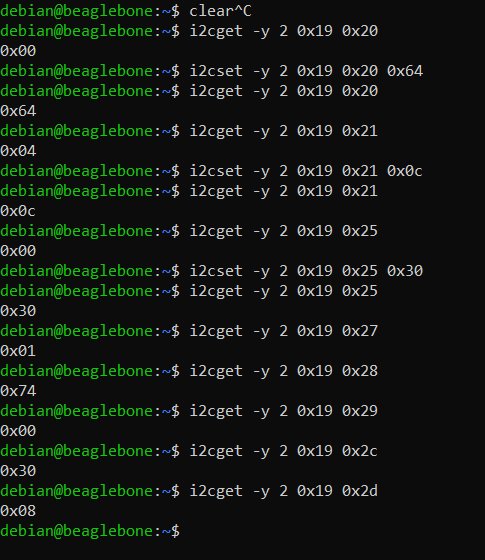 debian@beaglebone:~$ clear^C
debian@beaglebone:~$ i2cget -y 2 0x19 0x20
0x00
debian@beaglebone:~$ i2cset -y 2 0x19 0x20 0x64
debian@beaglebone:~$ i2cget -y 2 0x19 0x20
0x64
debian@beaglebone:~$ i2cget -y 2 0x19 0x21
0x04
debian@beaglebone:~$ i2cset -y 2 0x19 0x21 0x0c
debian@beaglebone:~$ i2cget -y 2 0x19 0x21
0x0c
debian@beaglebone:~$ i2cget -y 2 0x19 0x25
0x00
debian@beaglebone:~$ i2cset -y 2 0x19 0x25 0x30
debian@beaglebone:~$ i2cget -y 2 0x19 0x25
0x30
debian@beaglebone:~$ i2cget -y 2 0x19 0x27
0x01
debian@beaglebone:~$ i2cget -y 2 0x19 0x28
0x74
debian@beaglebone:~$ i2cget -y 2 0x19 0x29
0x00
debian@beaglebone:~$ i2cget -y 2 0x19 0x2c
0x30
debian@beaglebone:~$ i2cget -y 2 0x19 0x2d
0x08
debian@beaglebone:~$